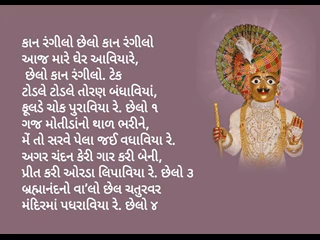 કાન રંગીલો છેલો કાન રંગીલો
આજ મારે ઘેર આવિયારે,
છેલો કાન રંગીલો. ટેક
ટોડલે ટોડલે તોરણ બંધાવિયાં,
ફૂલડે ચોક પુરાવિયા રે. છેલો ૧
ગજ મોતીડાંનો થાળ ભરીને,
મેં તો સરવે પેલા જઈ વધાવિયા રે.
અગર ચંદન કેરી ગાર કરી બેની,
પ્રીત કરી ઓરડા લિપાવિયા રે. છેલો ૩
બ્રહ્માનંદનો વા'લો છેલ ચતુરવર
મંદિરમાં પધરાવિયા રે. છેલો ૪